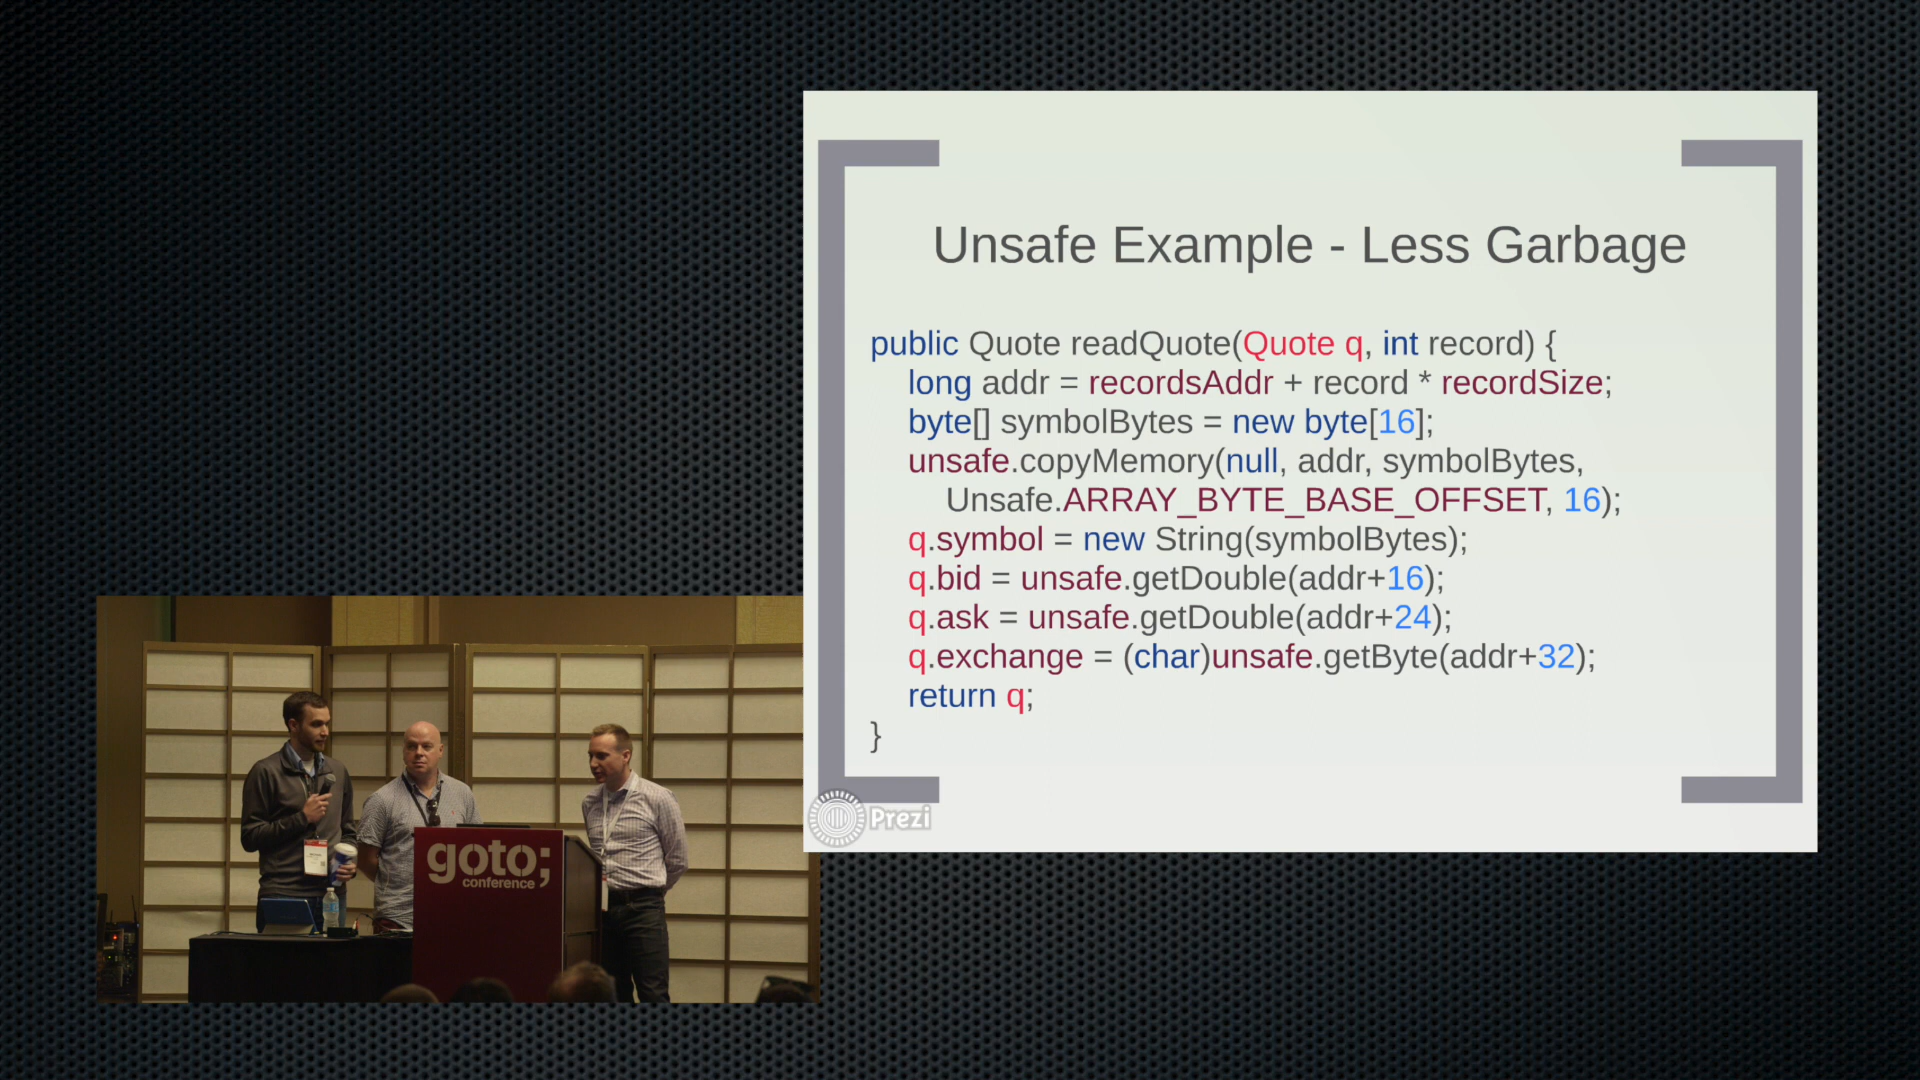 Unsafe Example - Less Garbage
public Quote readQuote(Quote q, int record) {
long addr = recordsAddr + record * recordSize;
byte[] symbolBytes = new byte[16];
unsafe.copyMemory(null, addr, symbolBytes,
Unsafe.ARRAY_BYTE_BASE_OFFSET, 16);
q.symbol = new String(symbolBytes);
q.bid = unsafe.getDouble(addr+16);
q.ask = unsafe.getDouble(addr+24);
q.exchange = (char)unsafe.getByte(addr+32);
return q;
}
Prezi
goto;
conference